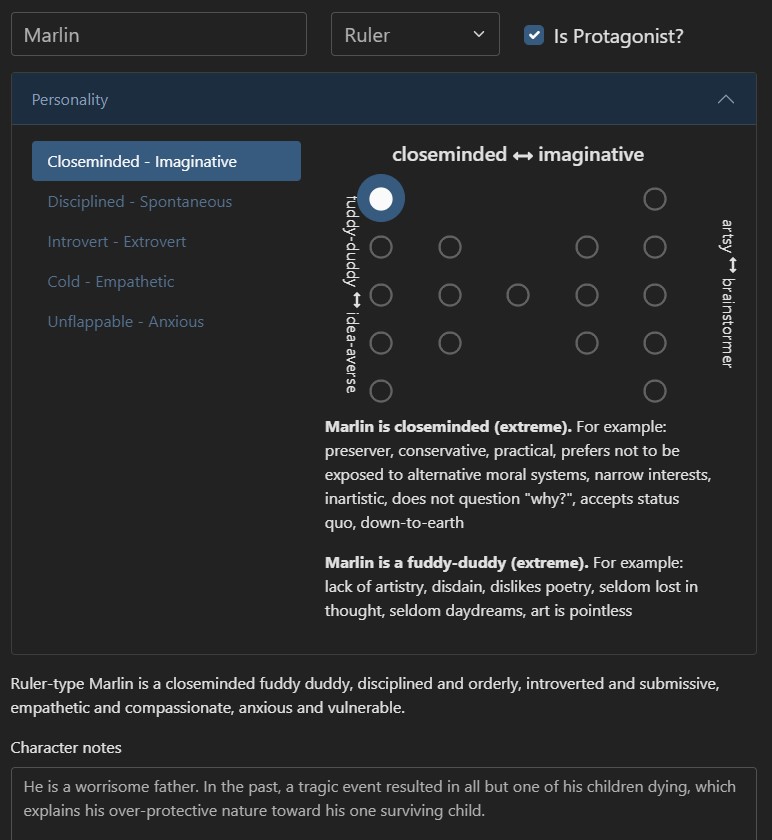 Marlin
Ruler
Is Protagonist?
Personality
Closeminded - Imaginative
Disciplined - Spontaneous
Introvert - Extrovert
Cold - Empathetic
Unflappable - Anxious
closeminded ↔ imaginative
fuddy-duddy ↔ idea-averse
artsy ↔ brainstormer
Marlin is closeminded (extreme). For example:
preserver, conservative, practical, prefers not to be
exposed to alternative moral systems, narrow interests,
inartistic, does not question "why?", accepts status
quo, down-to-earth
Marlin is a fuddy-duddy (extreme). For example:
lack of artistry, disdain, dislikes poetry, seldom lost in
thought, seldom daydreams, art is pointless
Ruler-type Marlin is a closeminded fuddy duddy, disciplined and orderly, introverted and submissive,
empathetic and compassionate, anxious and vulnerable.
Character notes
He is a worrisome father. In the past, a tragic event resulted in all but one of his children dying, which
explains his over-protective nature toward his one surviving child.